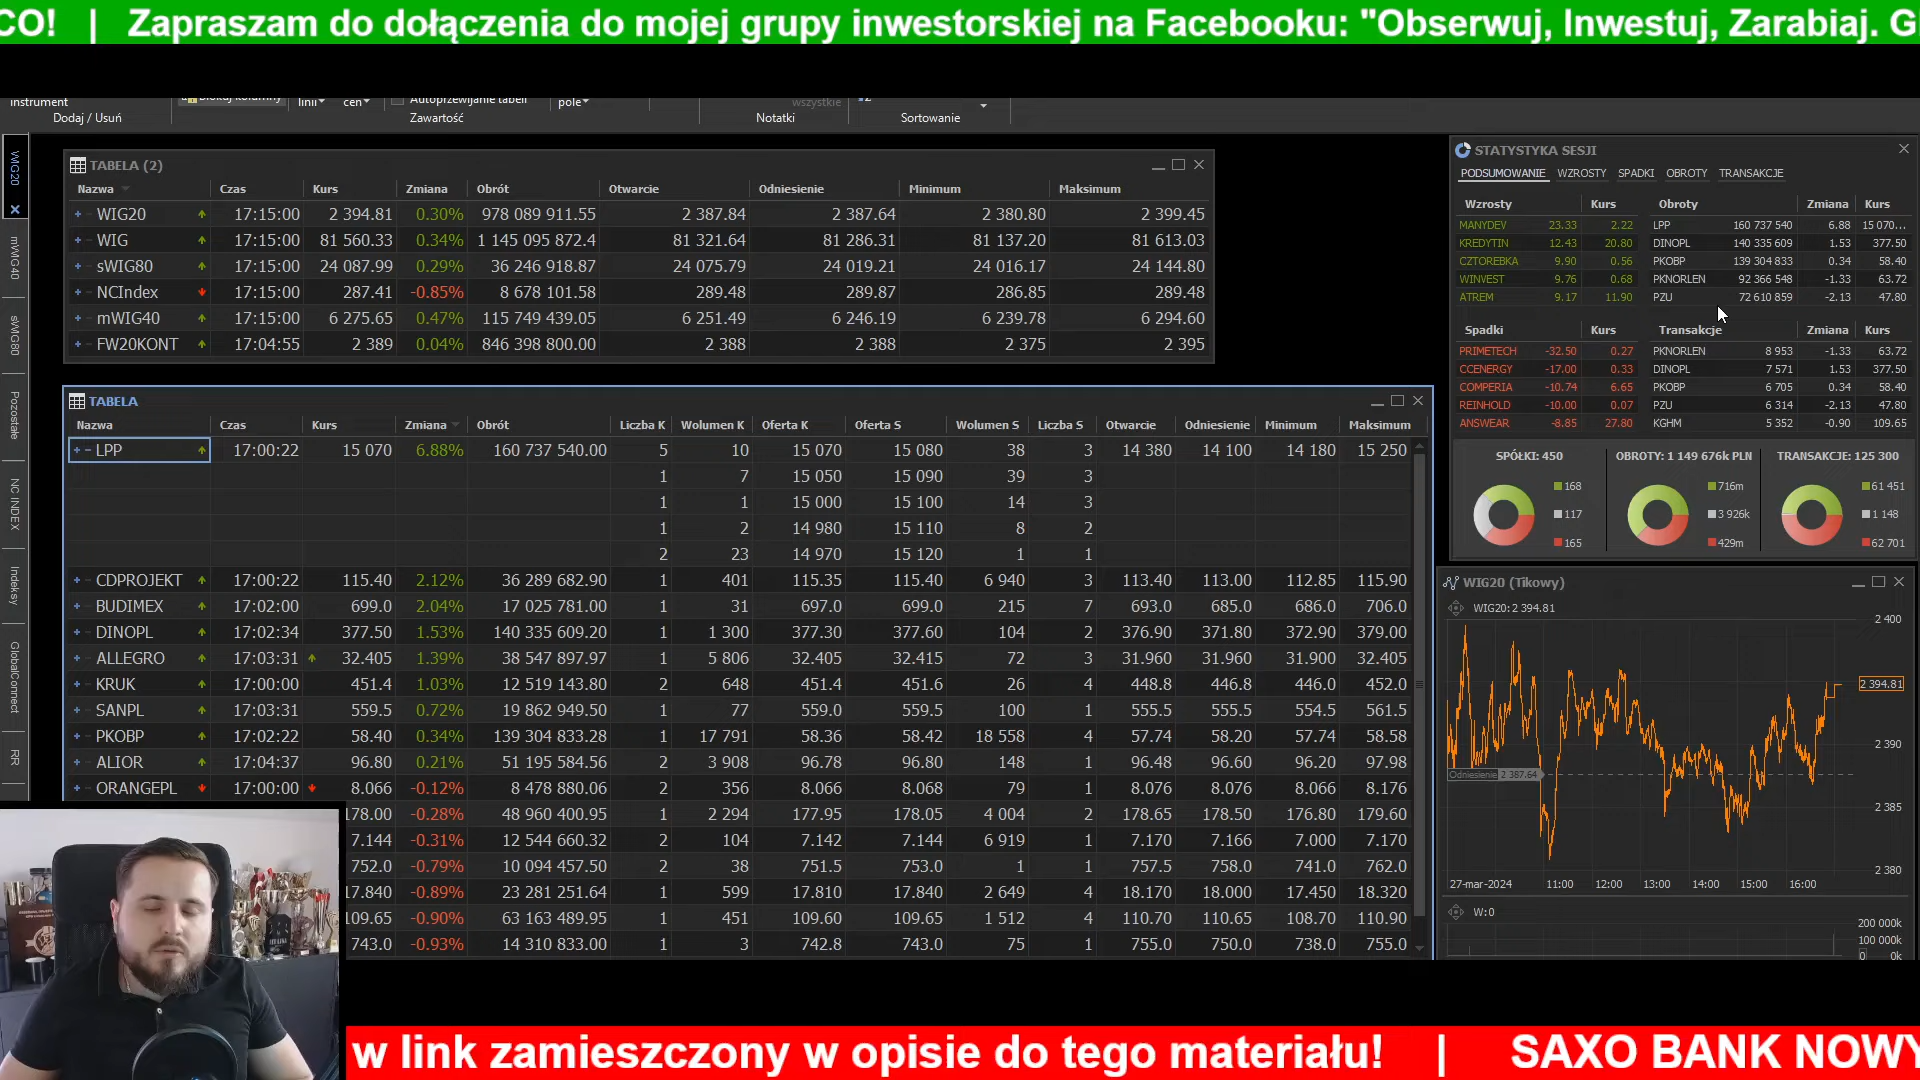 CO! | Zapraszam do dołączenia do mojej grupy inwestorskiej na Facebooku: "Obserwuj, Inwestuj, Zarabiaj. G
instrument linii cen Autoprzewijanie tabeli pole wszystkie
Dodaj / Usuń Zawartość Notatki Sortowanie
WIG20
mWIG40
sWIG80
Pozostałe
NC INDEX
Indeksy
GlobalConnect
RR
TABELA (2)
Nazwa Czas Kurs Zmiana Obrót Otwarcie Odniesienie Minimum Maksimum
WIG20 17:15:00 2 394.81 0.30% 978 089 911.55 2 387.84 2 387.64 2 380.80 2 399.45
WIG 17:15:00 81 560.33 0.34% 1 145 095 872.4 81 321.64 81 286.31 81 137.20 81 613.03
sWIG80 17:15:00 24 087.99 0.29% 36 246 918.87 24 075.79 24 019.21 24 016.17 24 144.80
NCIndex 17:15:00 287.41 -0.85% 8 678 101.58 289.48 289.87 286.85 289.48
mWIG40 17:15:00 6 275.65 0.47% 115 749 439.05 6 251.49 6 246.19 6 239.78 6 294.60
FW20KONT 17:04:55 2 389 0.04% 846 398 800.00 2 388 2 388 2 375 2 395
TABELA
Nazwa Czas Kurs Zmiana Obrót Liczba K Wolumen K Oferta K Oferta S Wolumen S Liczba S Otwarcie Odniesienie Minimum Maksimum
LPP 17:00:22 15 070 6.88% 160 737 540.00 5 10 15 070 15 080 38 3 14 380 14 100 14 180 15 250
1 7 15 050 15 090 39 3
1 1 15 000 15 100 14 3
1 2 14 980 15 110 8 2
2 23 14 970 15 120 1 1
CDPROJEKT 17:00:22 115.40 2.12% 36 289 682.90 1 401 115.35 115.40 6 940 3 113.40 113.00 112.85 115.90
BUDIMEX 17:02:00 699.0 2.04% 17 025 781.00 1 31 697.0 699.0 215 7 693.0 685.0 686.0 706.0
DINOPL 17:02:34 377.50 1.53% 140 335 609.20 1 1 300 377.30 377.60 104 2 376.90 371.80 372.90 379.00
ALLEGRO 17:03:31 32.405 1.39% 38 547 897.97 1 5 806 32.405 32.415 72 3 31.960 31.960 31.900 32.405
KRUK 17:00:00 451.4 1.03% 12 519 143.80 2 648 451.4 451.6 26 4 448.8 446.8 446.0 452.0
SANPL 17:03:31 559.5 0.72% 19 862 949.50 1 77 559.0 559.5 100 1 555.5 555.5 554.5 561.5
PKOBP 17:02:22 58.40 0.34% 139 304 833.28 1 17 791 58.36 58.42 18 558 4 57.74 58.20 57.74 58.58
ALIOR 17:04:37 96.80 0.21% 51 195 584.56 2 3 908 96.78 96.80 148 1 96.48 96.60 96.20 97.98
ORANGEPL 17:00:00 8.066 -0.12% 8 478 880.06 2 356 8.066 8.068 79 1 8.076 8.076 8.066 8.176
178.00 -0.28% 48 960 400.95 1 2 294 177.95 178.05 4 004 2 178.65 178.50 176.80 179.60
7.144 -0.31% 12 544 660.32 2 104 7.142 7.144 6 919 1 7.170 7.166 7.000 7.170
752.0 -0.79% 10 094 457.50 2 38 751.5 753.0 1 1 757.5 758.0 741.0 762.0
17.840 -0.89% 23 281 251.64 1 599 17.810 17.840 2 649 4 18.170 18.000 17.450 18.320
109.65 -0.90% 63 163 489.95 1 451 109.60 109.65 1 512 4 110.70 110.65 108.70 110.90
743.0 -0.93% 14 310 833.00 1 3 742.8 743.0 75 1 755.0 750.0 738.0 755.0
STATYSTYKA SESJI
PODSUMOWANIE WZROSTY SPADKI OBROTY TRANSAKCJE
Wzrosty Kurs Obroty Zmiana Kurs
MANYDEV 23.33 2.22 LPP 160 737 540 6.88 15 070...
KREDYTIN 12.43 20.80 DINOPL 140 335 609 1.53 377.50
CZTOREBKA 9.90 0.56 PKOBP 139 304 833 0.34 58.40
WINVEST 9.76 0.68 PKNORLEN 92 366 548 -1.33 63.72
ATREM 9.17 11.90 PZU 72 610 859 -2.13 47.80
Spadki Kurs Transakcje Zmiana Kurs
PRIMETECH -32.50 0.27 PKNORLEN 8 953 -1.33 63.72
CCENERGY -17.00 0.33 DINOPL 7 571 1.53 377.50
COMPERIA -10.74 6.65 PKOBP 6 705 0.34 58.40
REINHOLD -10.00 0.07 PZU 6 314 -2.13 47.80
ANSWEAR -8.85 27.80 KGHM 5 352 -0.90 109.65
SPÓŁKI: 450 OBROTY: 1 149 676k PLN TRANSAKCJE: 125 300
168 716m 61 451
117 3 926k 1 148
165 429m 62 701
WIG20 (Tikowy)
WIG20: 2 394.81
2 400
2 394.81
2 390
Odniesienie 2 387.64
2 385
2 380
27-mar-2024 11:00 12:00 13:00 14:00 15:00 16:00
W:0
200 000k
100 000k
0 0k
w link zamieszczony w opisie do tego materiału! | SAXO BANK NOWY